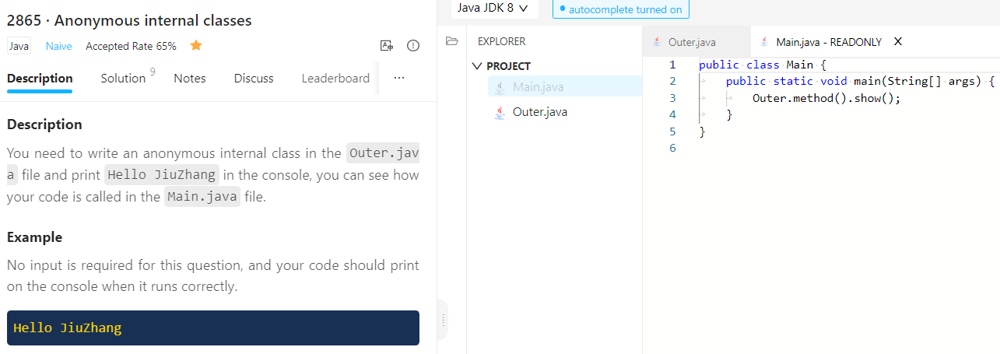 2865 · Anonymous internal classes
Java Naive Accepted Rate 65%
Description Solution 9 Notes Discuss Leaderboard ...
Description
You need to write an anonymous internal class in the Outer.jav
a file and print Hello JiuZhang in the console, you can see how
your code is called in the Main.java file.
Example
No input is required for this question, and your code should print
on the console when it runs correctly.
Hello JiuZhang
Java JDK 8
autocomplete turned on
EXPLORER
PROJECT
Main.java
Outer.java
Outer.java Main.java - READONLY X
1 public class Main {
2 public static void main(String[] args) {
3 Outer.method().show();
4 }
5 }
6